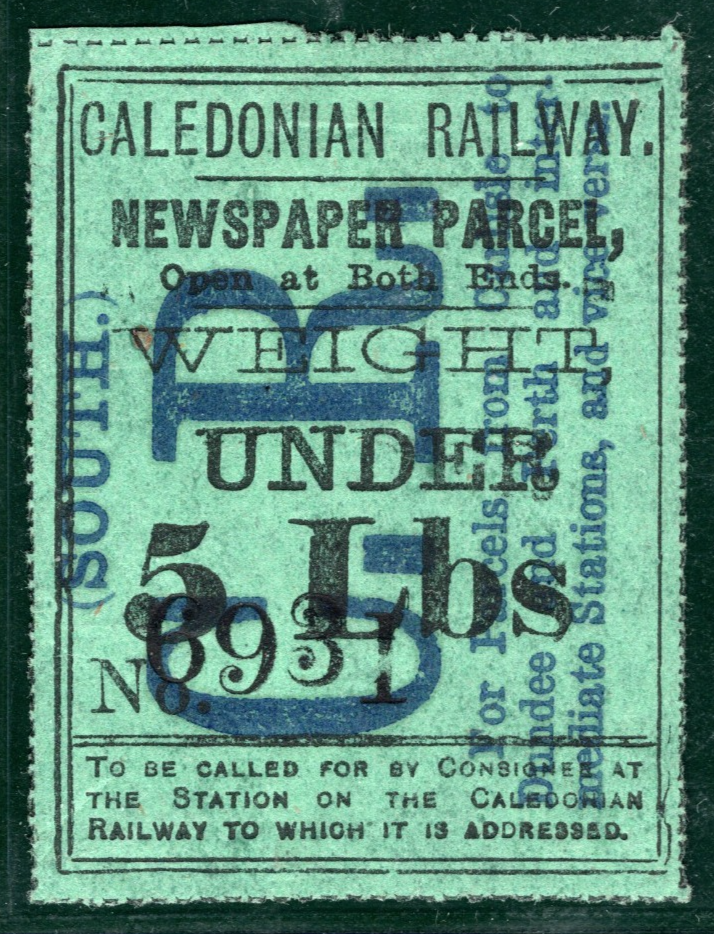 CALEDONIAN RAILWAY.
NEWSPAPER PARCEL,
Open at Both Ends.
WEIGHT
UNDER
5 Lbs
No. 6931
TO BE CALLED FOR BY CONSIGNEE AT
THE STATION ON THE CALEDONIAN
RAILWAY TO WHICH IT IS ADDRESSED.
(SOUTH.)
R
For Parcels from Carlisle to
Dundee and Perth and inter-
mediate Stations, and vice versa.